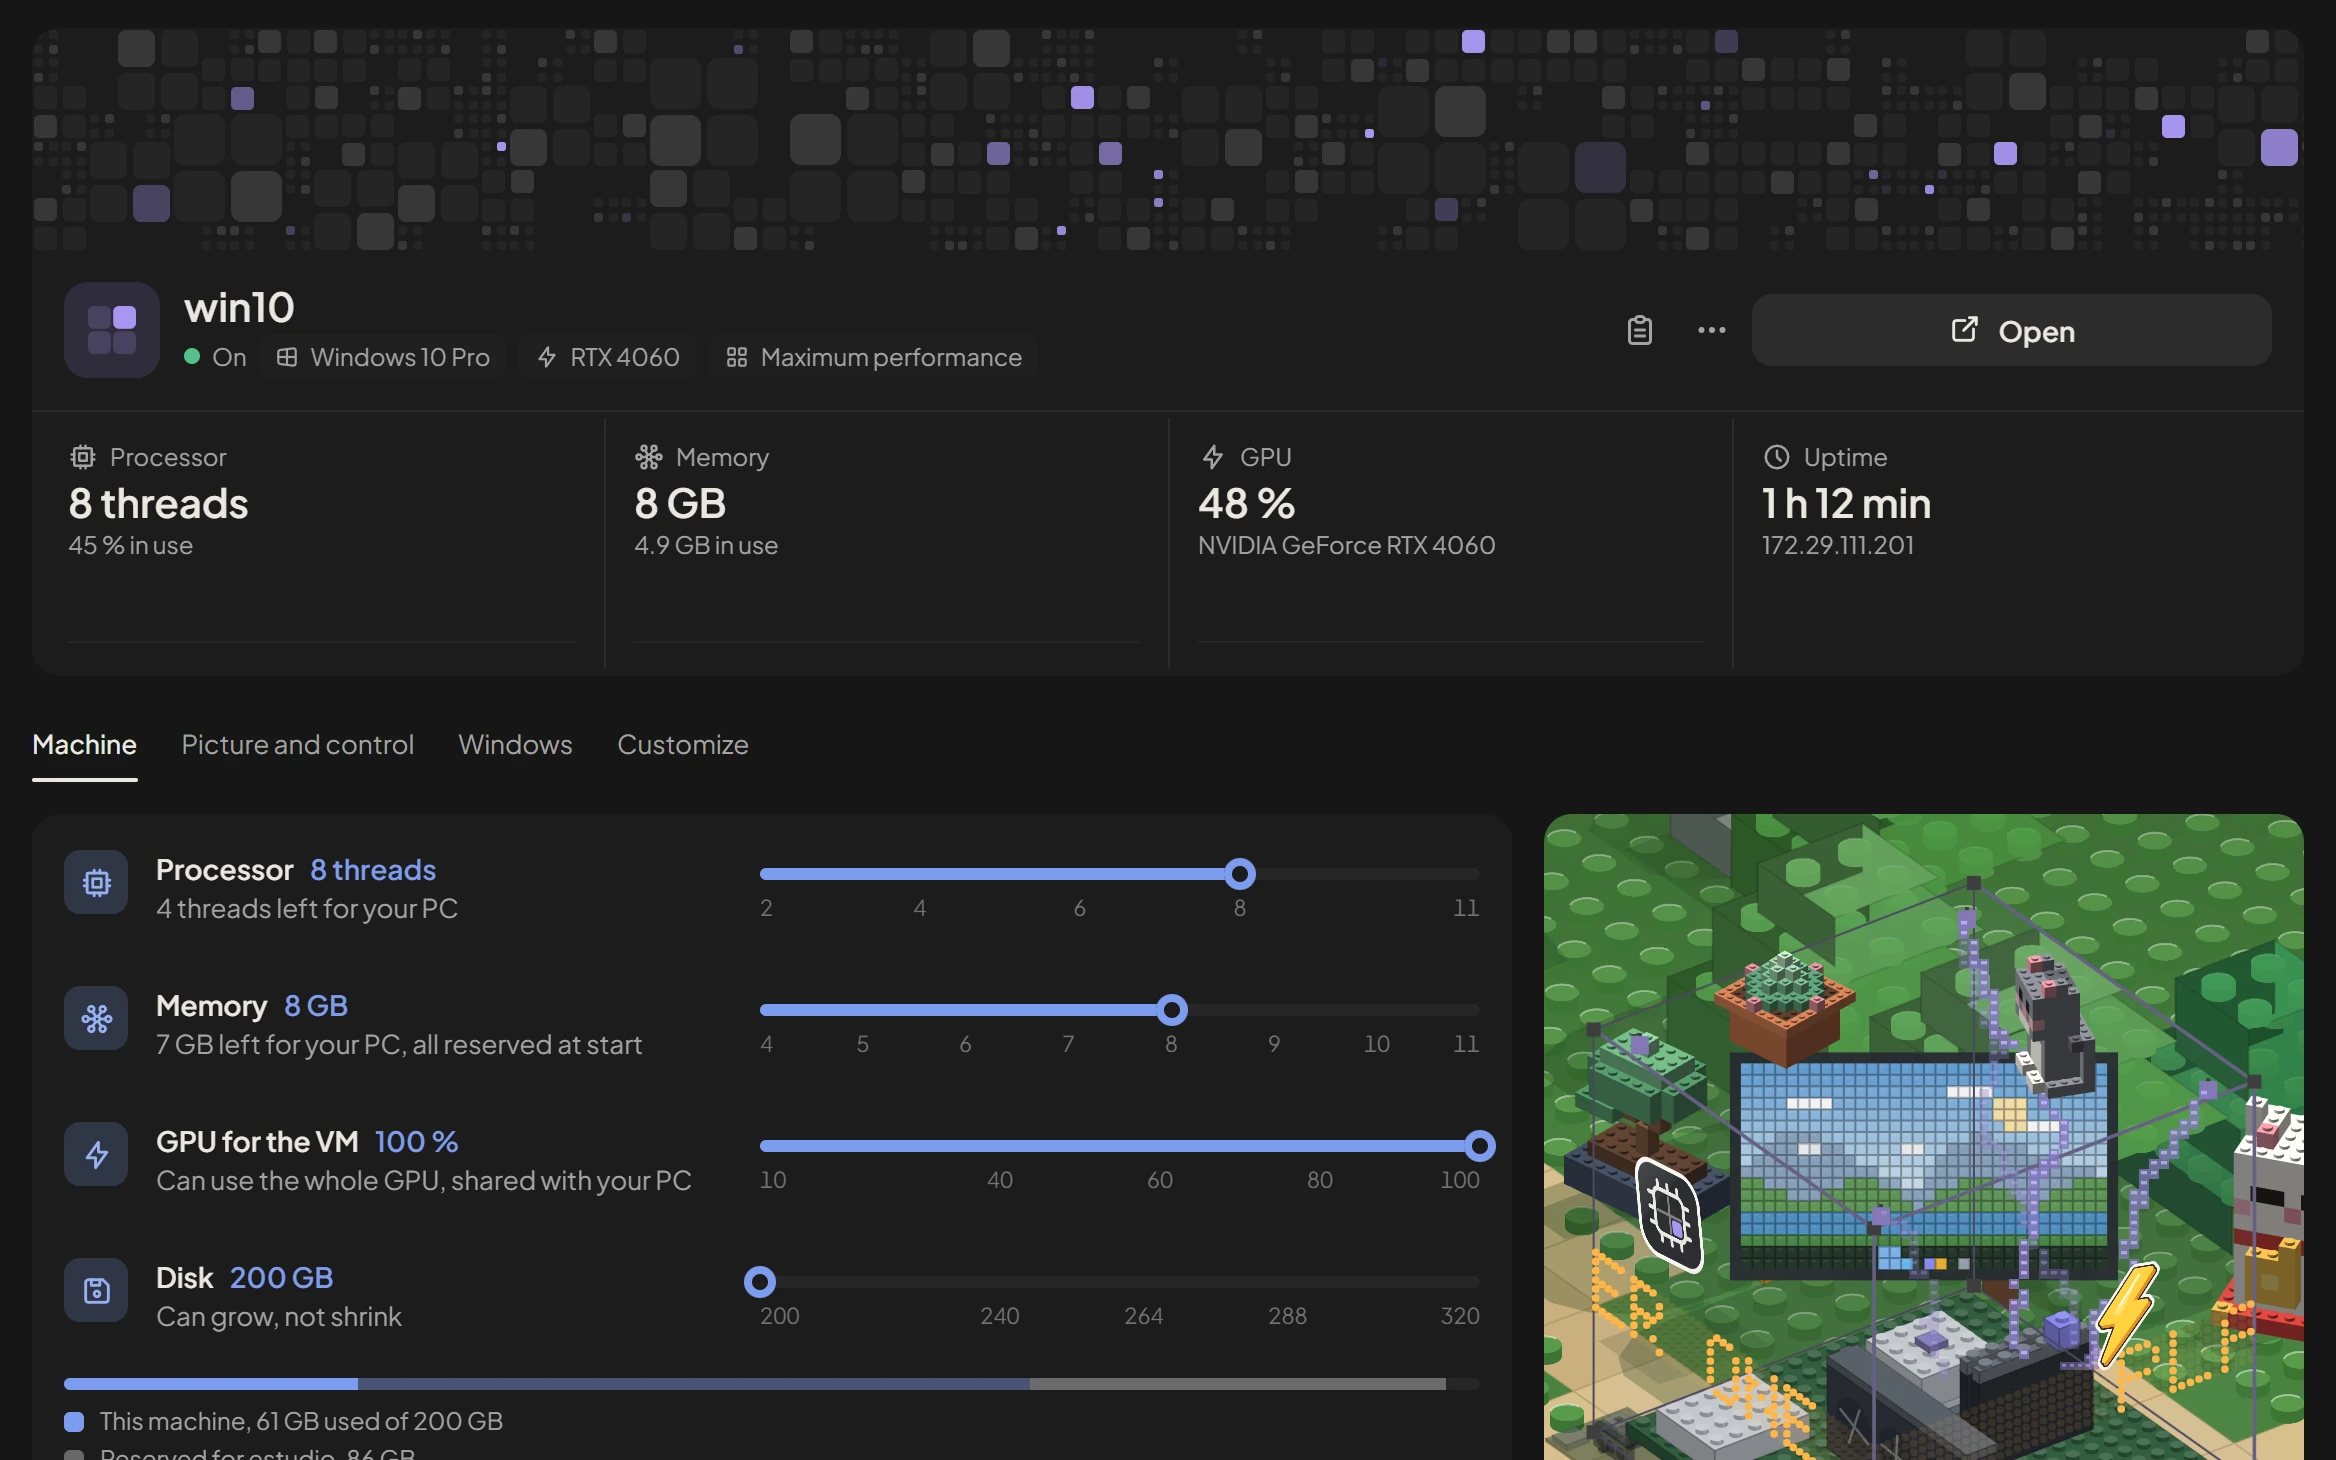 win10
On
Windows 10 Pro
RTX 4060
Maximum performance
Open
Processor
8 threads
45 % in use
Memory
8 GB
4.9 GB in use
GPU
48 %
NVIDIA GeForce RTX 4060
Uptime
1 h 12 min
172.29.111.201
Machine
Picture and control
Windows
Customize
Processor 8 threads
4 threads left for your PC
2 4 6 8 11
Memory 8 GB
7 GB left for your PC, all reserved at start
4 5 6 7 8 9 10 11
GPU for the VM 100 %
Can use the whole GPU, shared with your PC
10 40 60 80 100
Disk 200 GB
Can grow, not shrink
200 240 264 288 320
This machine, 61 GB used of 200 GB
Reserved for estudio, 86 GB